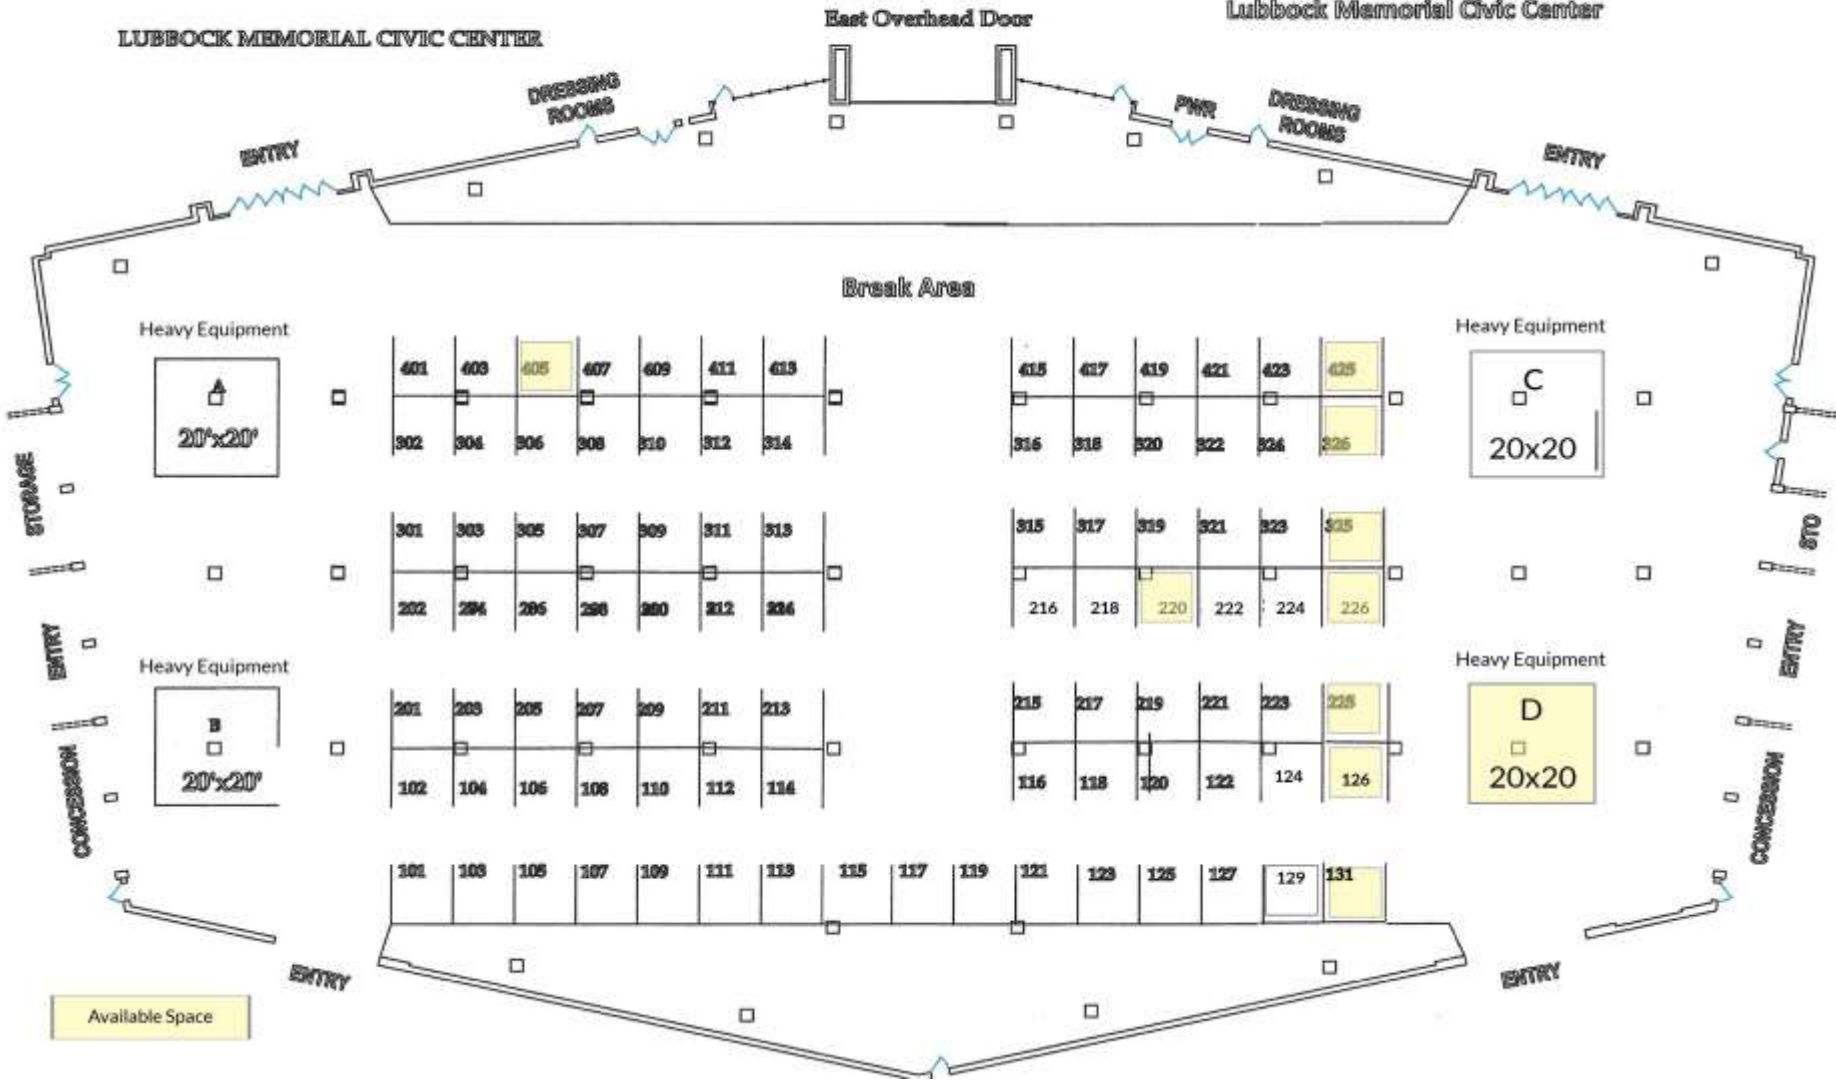 East Overhead Door
Lubbock Memorial Civic Center
LUBBOCK MEMORIAL CIVIC CENTER
DRESSING
ROOMS
PWR
DRESSING
ROOMS
ENTRY
ENTRY
Break Area
Heavy Equipment
Heavy Equipment
401 403 405 407 409 411 413 415 417 419 421 423 425
A
20'x20'
C
20x20
302 304 306 308 310 312 314 316 318 320 322 324 326
STORAGE
STO
301 303 305 307 309 311 313 315 317 319 321 323 325
202 206 212 216 218 220 222 224 226
ENTRY
ENTRY
Heavy Equipment
Heavy Equipment
201 203 205 207 209 211 213 215 217 219 221 223 225
B
20'x20'
D
20x20
102 104 106 108 110 112 114 116 118 120 122 124 126
CONCESSION
CONCESSION
101 103 105 107 109 111 113 115 117 119 121 123 125 127 129 131
ENTRY
ENTRY
Available Space